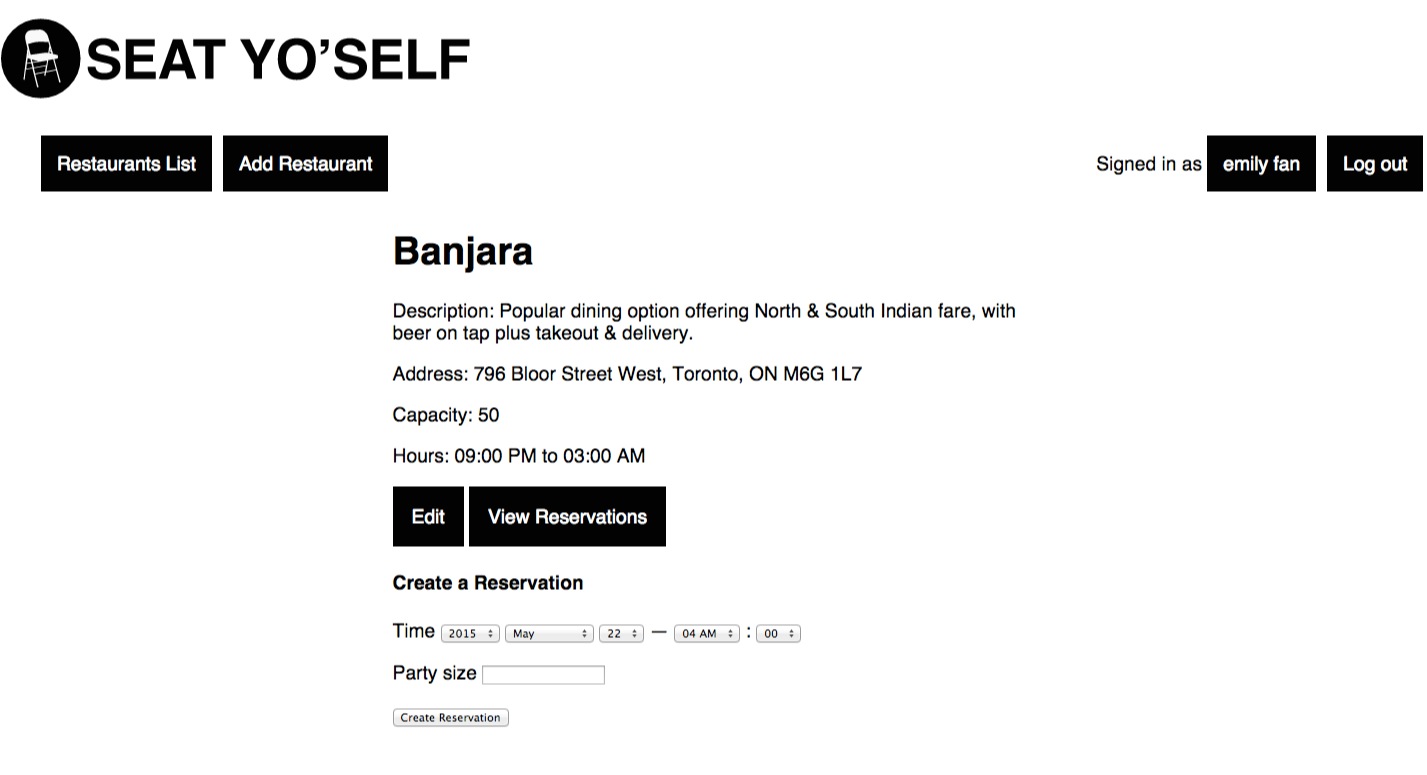 SEAT YO’SELF
Restaurants List Add Restaurant Signed in as emily fan Log out
Banjara
Description: Popular dining option offering North & South Indian fare, with
beer on tap plus takeout & delivery.
Address: 796 Bloor Street West, Toronto, ON M6G 1L7
Capacity: 50
Hours: 09:00 PM to 03:00 AM
Edit View Reservations
Create a Reservation
Time 2015 May 22 — 04 AM : 00
Party size
Create Reservation